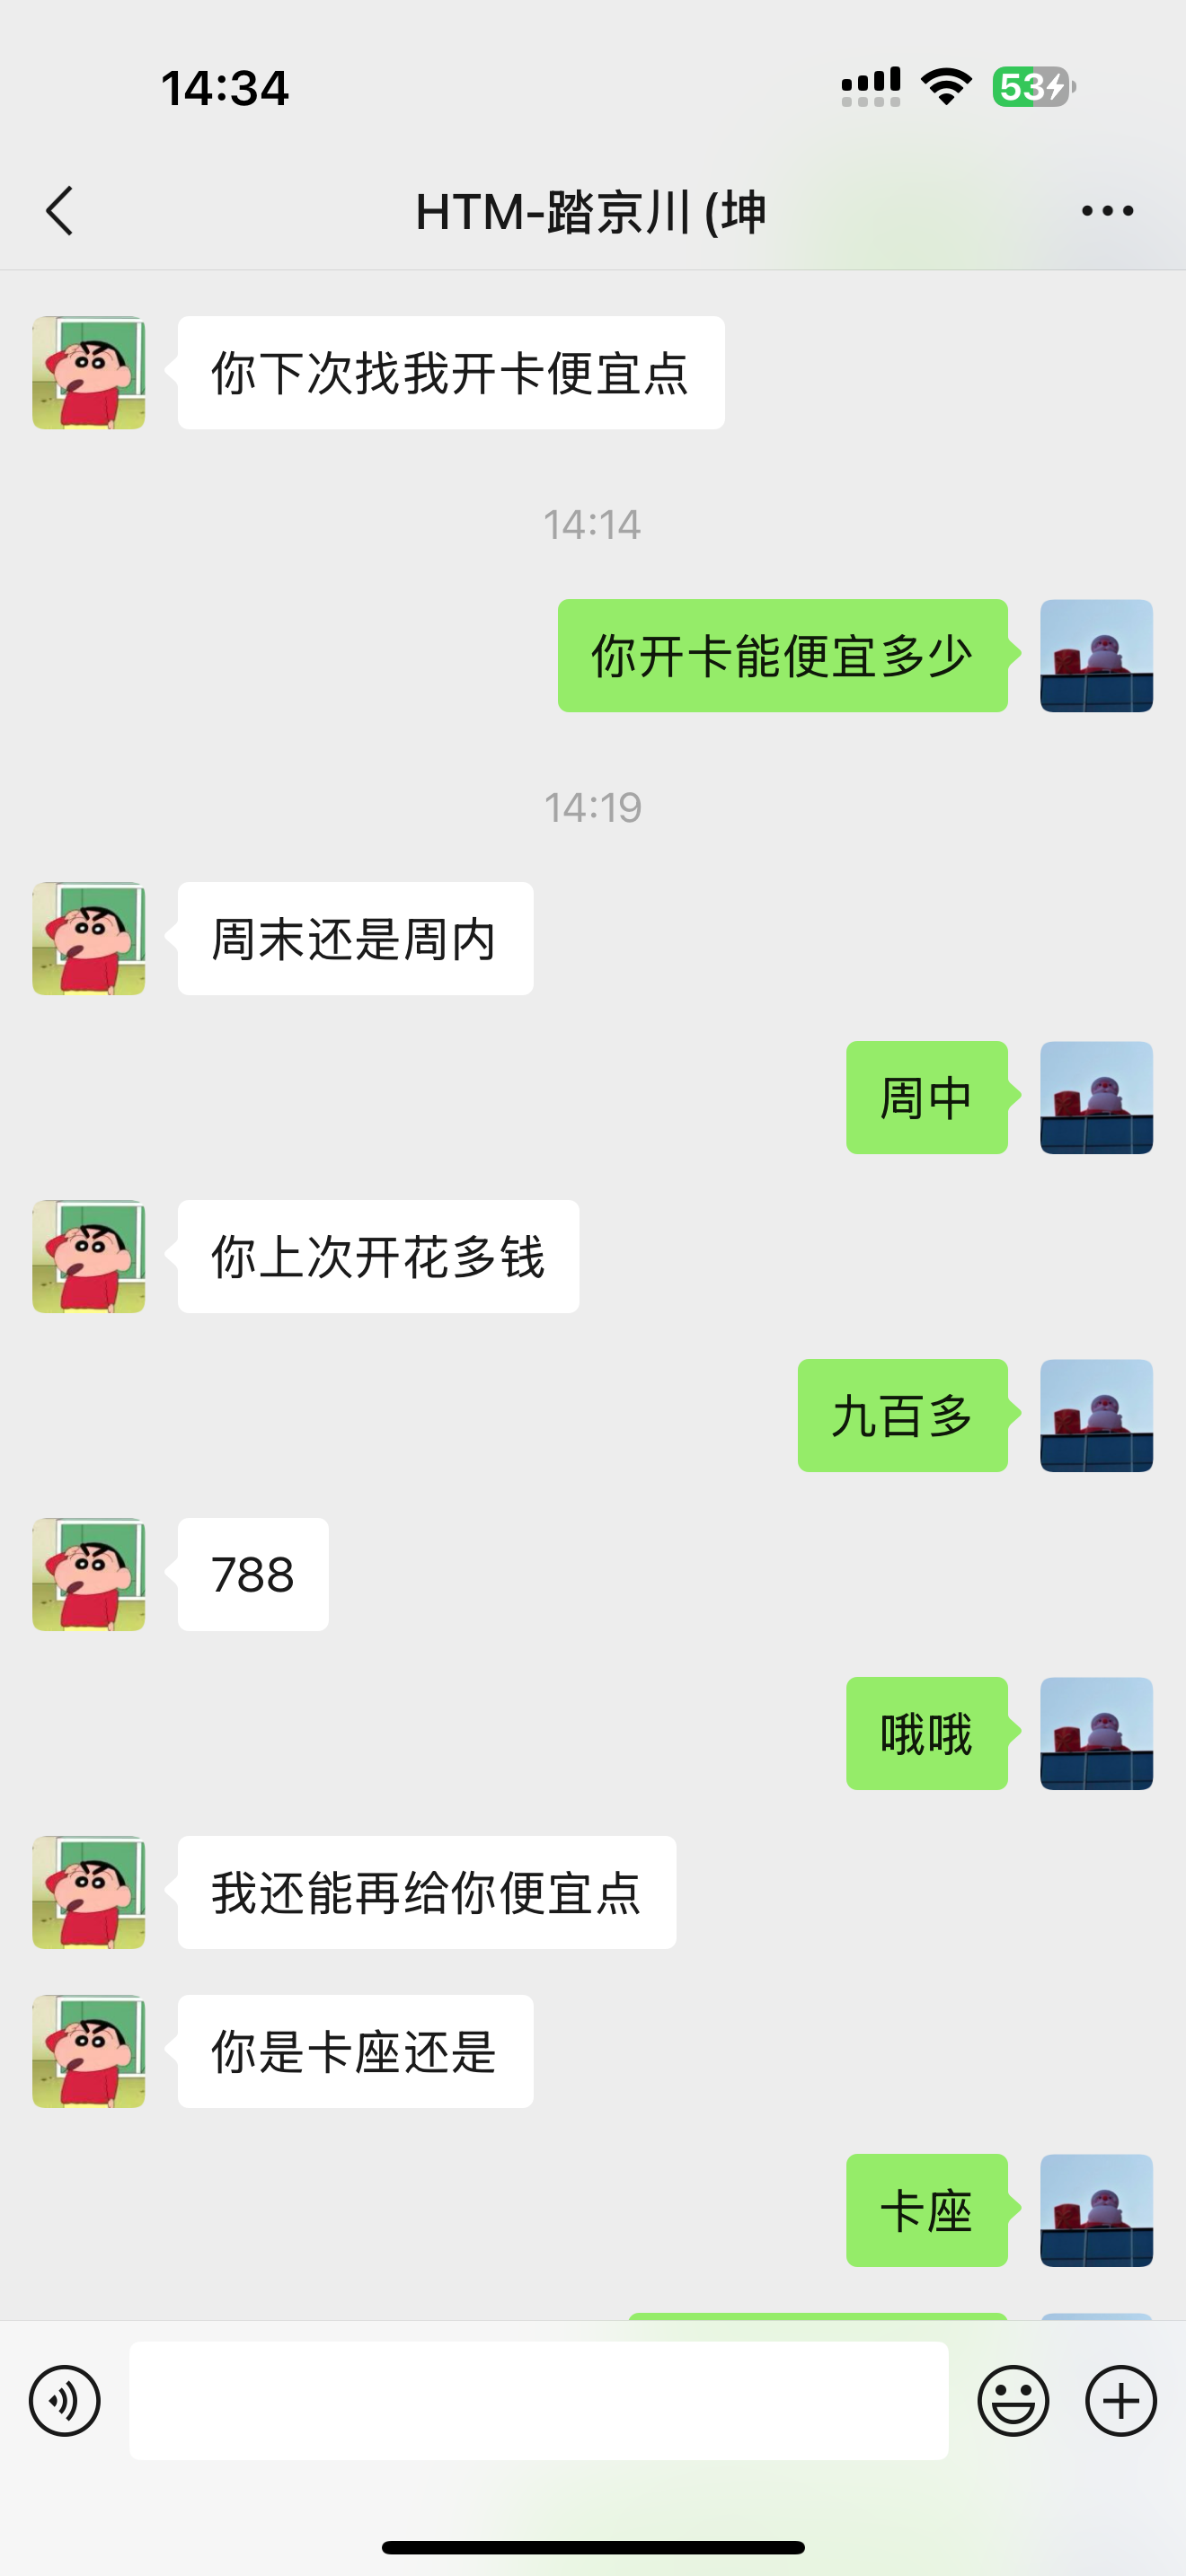 14:34
53
HTM-踏京川 (坤
你下次找我开卡便宜点
14:14
你开卡能便宜多少
14:19
周末还是周内
周中
你上次开花多钱
九百多
788
哦哦
我还能再给你便宜点
你是卡座还是
卡座